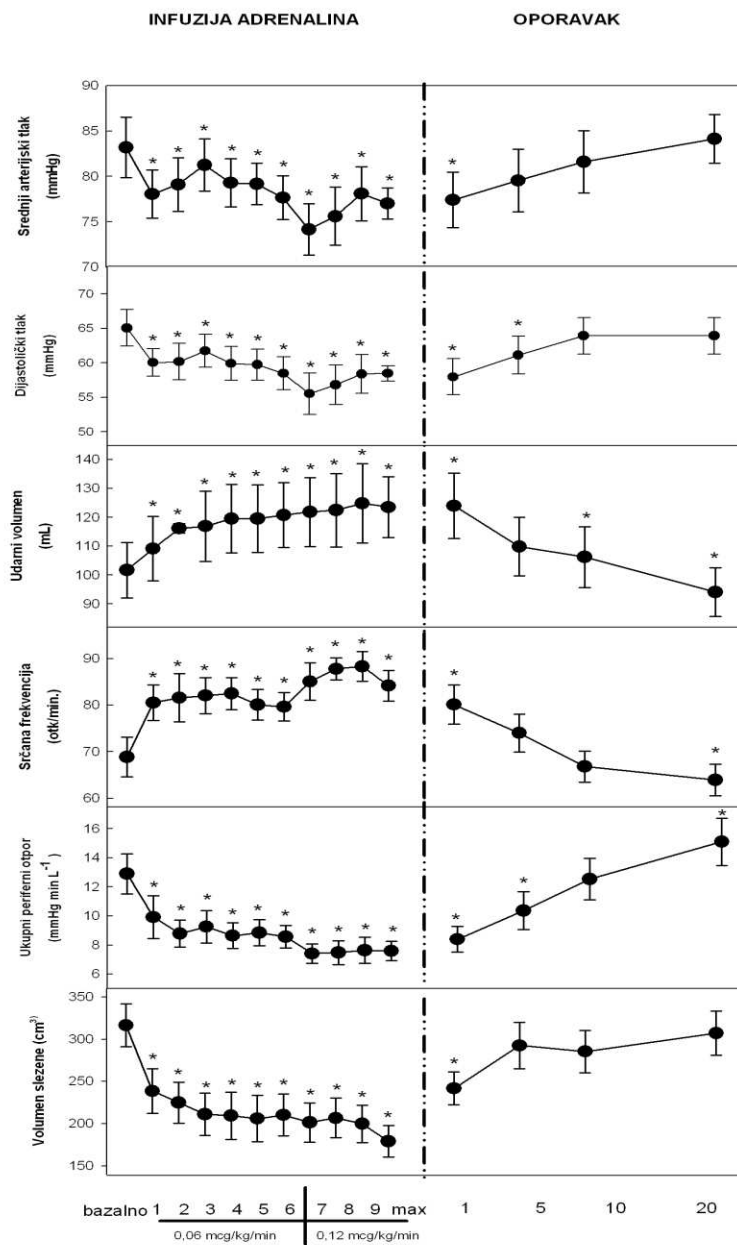 INFUZIJA ADRENALINA OPORAVAK
Srednji arterijski tlak
(mmHg)
90
85
80
75
70
* * * * * * * * * * *
Dijastolički tlak
(mmHg)
70
65
60
55
50
* * * * * * * * * * * *
Udarni volumen
(mL)
140
130
120
110
100
90
* * * * * * * * * * * * *
Srčana frekvencija
(otk/min.)
90
80
70
60
* * * * * * * * * * * *
Ukupni periferni otpor
(mmHg min L-1)
16
14
12
10
8
6
* * * * * * * * * * * * *
Volumen slezene (cm3)
350
300
250
200
150
* * * * * * * * * * *
bazalno 1 2 3 4 5 6 7 8 9 max 1 5 10 20
0,06 mcg/kg/min 0,12 mcg/kg/min